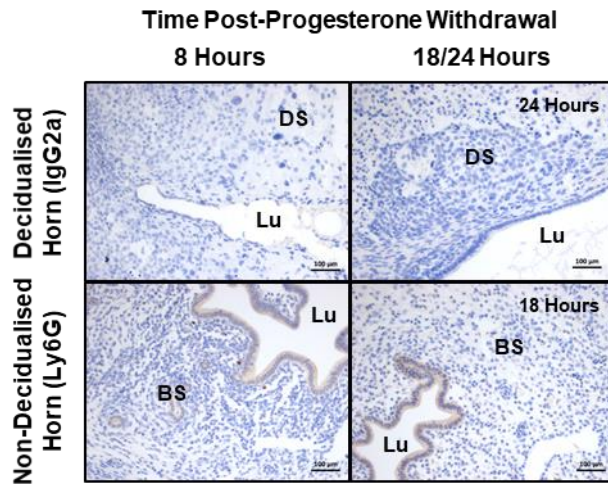 Time Post-Progesterone Withdrawal
8 Hours
18/24 Hours
Decidualised
Horn (IgG2a)
DS
Lu
100 µm
24 Hours
DS
Lu
100 µm
Non-Decidualised
Horn (Ly6G)
Lu
BS
100 µm
18 Hours
BS
Lu
100 µm